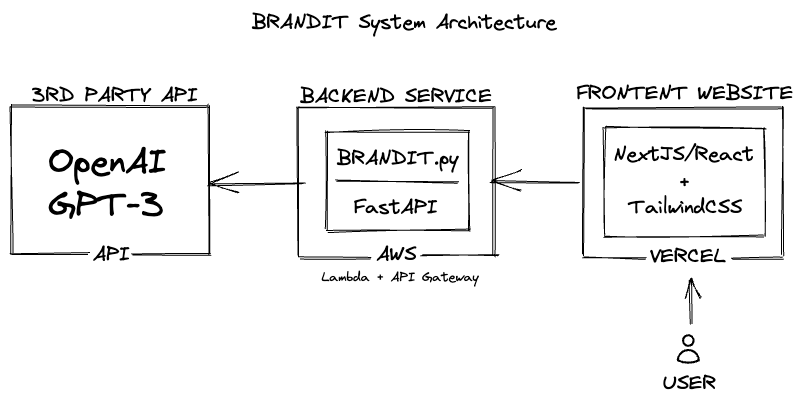 BRANDIT System Architecture
3RD PARTY API
OpenAI
GPT-3
API
BACKEND SERVICE
BRANDIT.py
FastAPI
AWS
Lambda + API Gateway
FRONTENT WEBSITE
NextJS/React
+
TailwindCSS
VERCEL
USER